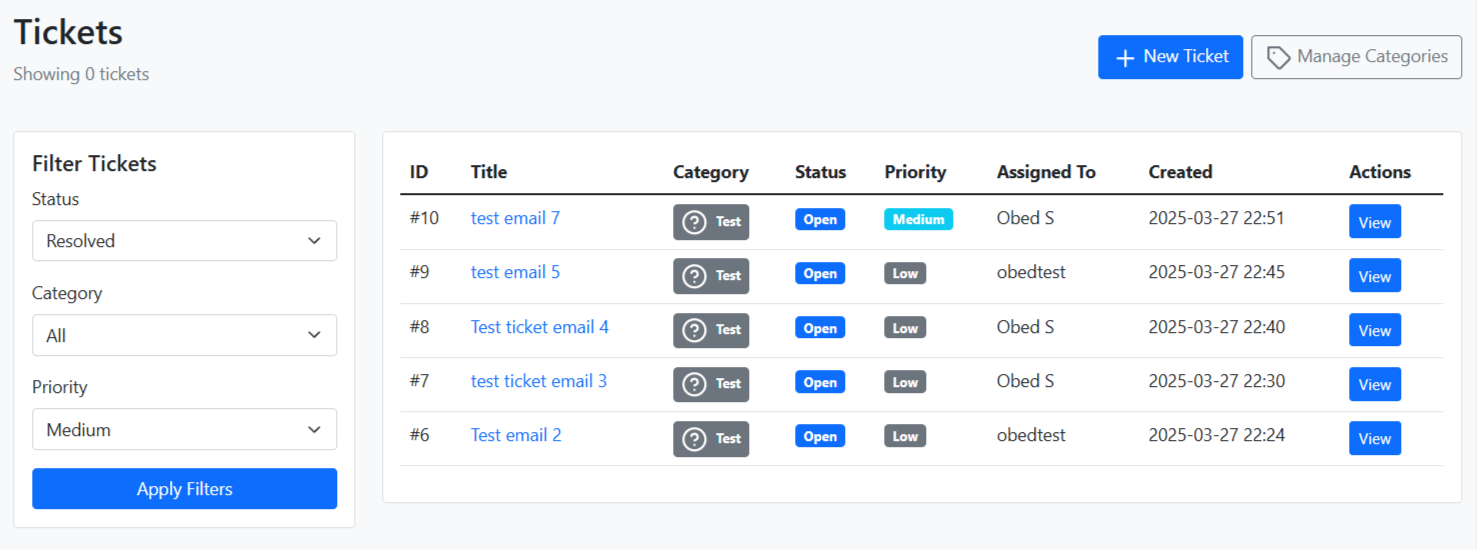 Tickets
Showing 0 tickets
New Ticket
Manage Categories
Filter Tickets
Status
Resolved
Category
All
Priority
Medium
Apply Filters
ID Title Category Status Priority Assigned To Created Actions
#10 test email 7 Test Open Medium Obed S 2025-03-27 22:51 View
#9 test email 5 Test Open Low obedtest 2025-03-27 22:45 View
#8 Test ticket email 4 Test Open Low Obed S 2025-03-27 22:40 View
#7 test ticket email 3 Test Open Low Obed S 2025-03-27 22:30 View
#6 Test email 2 Test Open Low obedtest 2025-03-27 22:24 View